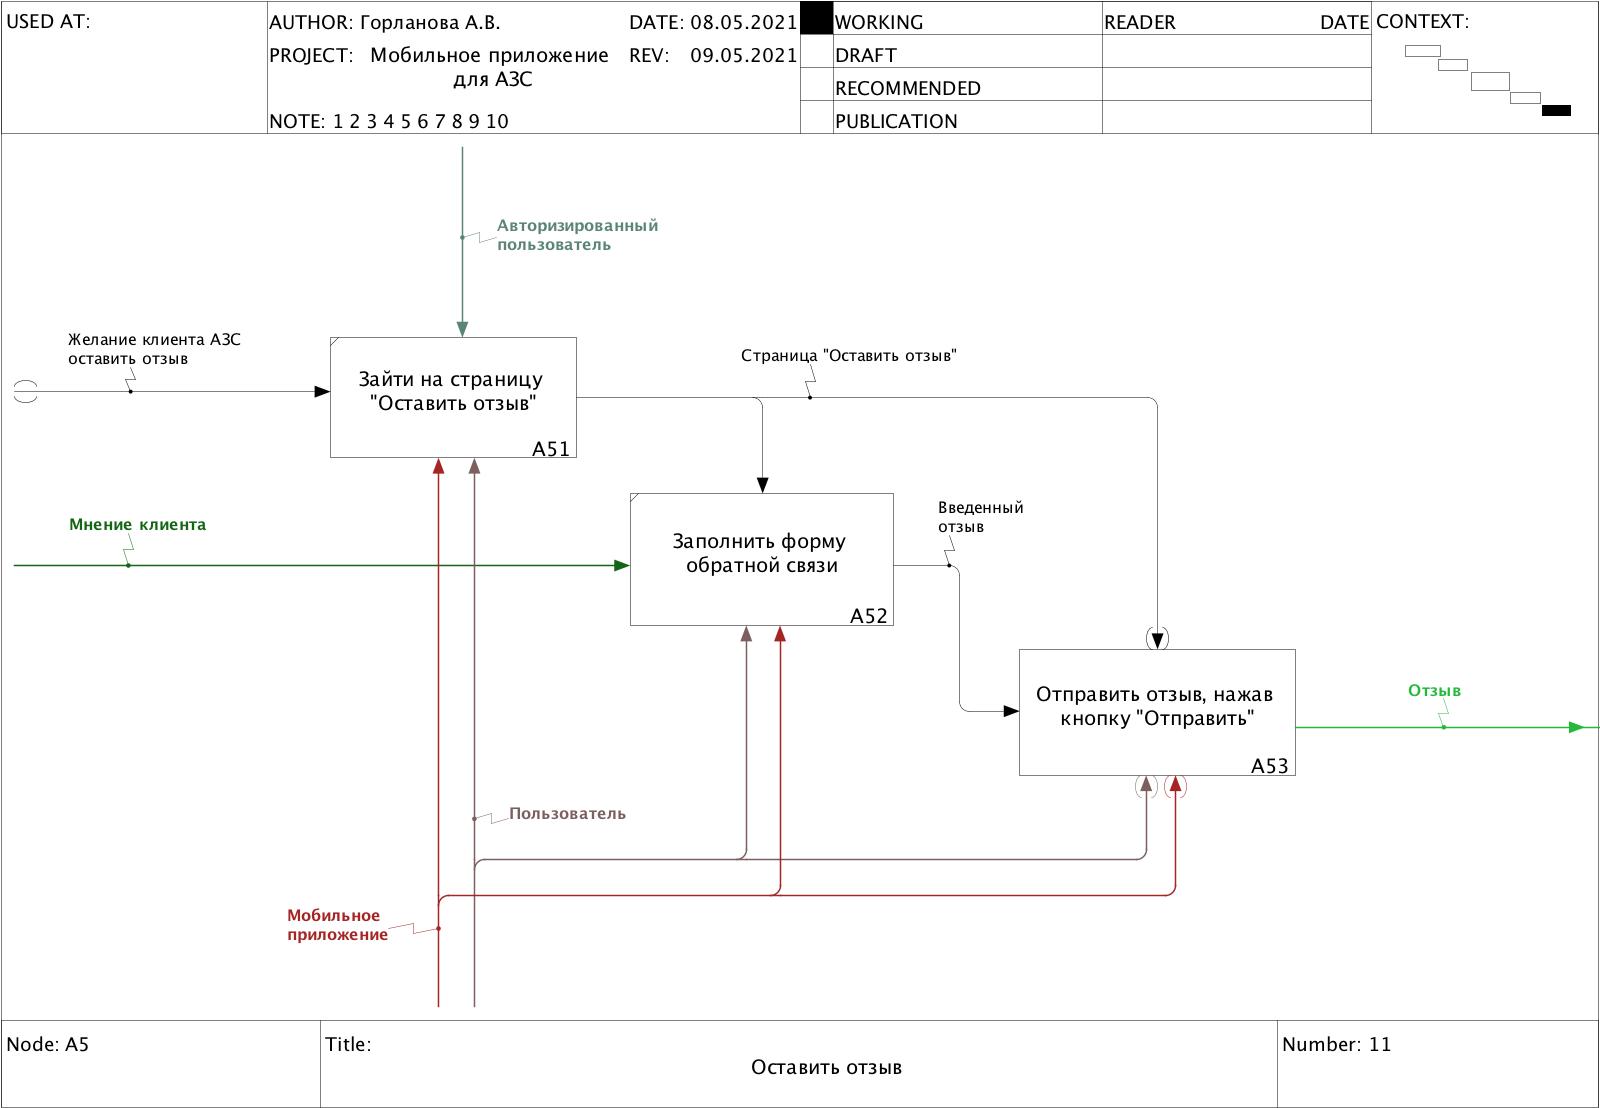 USED AT:
AUTHOR: Горланова А.В.
DATE: 08.05.2021
PROJECT: Мобильное приложение
для АЗС
REV: 09.05.2021
NOTE: 1 2 3 4 5 6 7 8 9 10
WORKING
DRAFT
RECOMMENDED
PUBLICATION
READER
DATE
CONTEXT:
Авторизированный
пользователь
Желание клиента АЗС
оставить отзыв
Зайти на страницу
"Оставить отзыв"
A51
Страница "Оставить отзыв"
Мнение клиента
Заполнить форму
обратной связи
A52
Введенный
отзыв
Отправить отзыв, нажав
кнопку "Отправить"
A53
Отзыв
Пользователь
Мобильное
приложение
Node: A5
Title:
Оставить отзыв
Number: 11